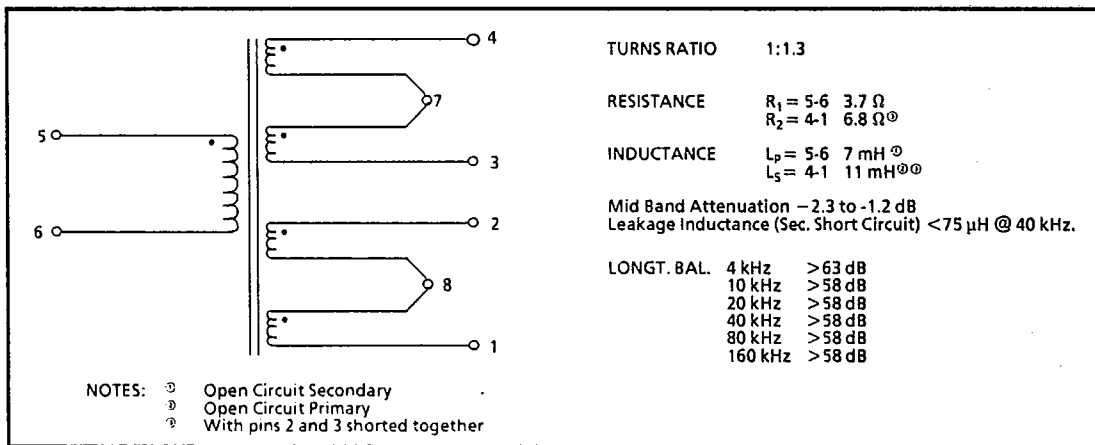 4
7
5
3
2
6
8
1
TURNS RATIO 1:1.3
RESISTANCE R₁ = 5-6 3.7 Ω
R₂ = 4-1 6.8 Ω
INDUCTANCE Lₚ = 5-6 7 mH
Lₛ = 4-1 11 mH
Mid Band Attenuation −2.3 to -1.2 dB
Leakage Inductance (Sec. Short Circuit) <75 µH @ 40 kHz.
LONGT. BAL. 4 kHz >63 dB
10 kHz >58 dB
20 kHz >58 dB
40 kHz >58 dB
80 kHz >58 dB
160 kHz >58 dB
NOTES: Open Circuit Secondary
Open Circuit Primary
With pins 2 and 3 shorted together